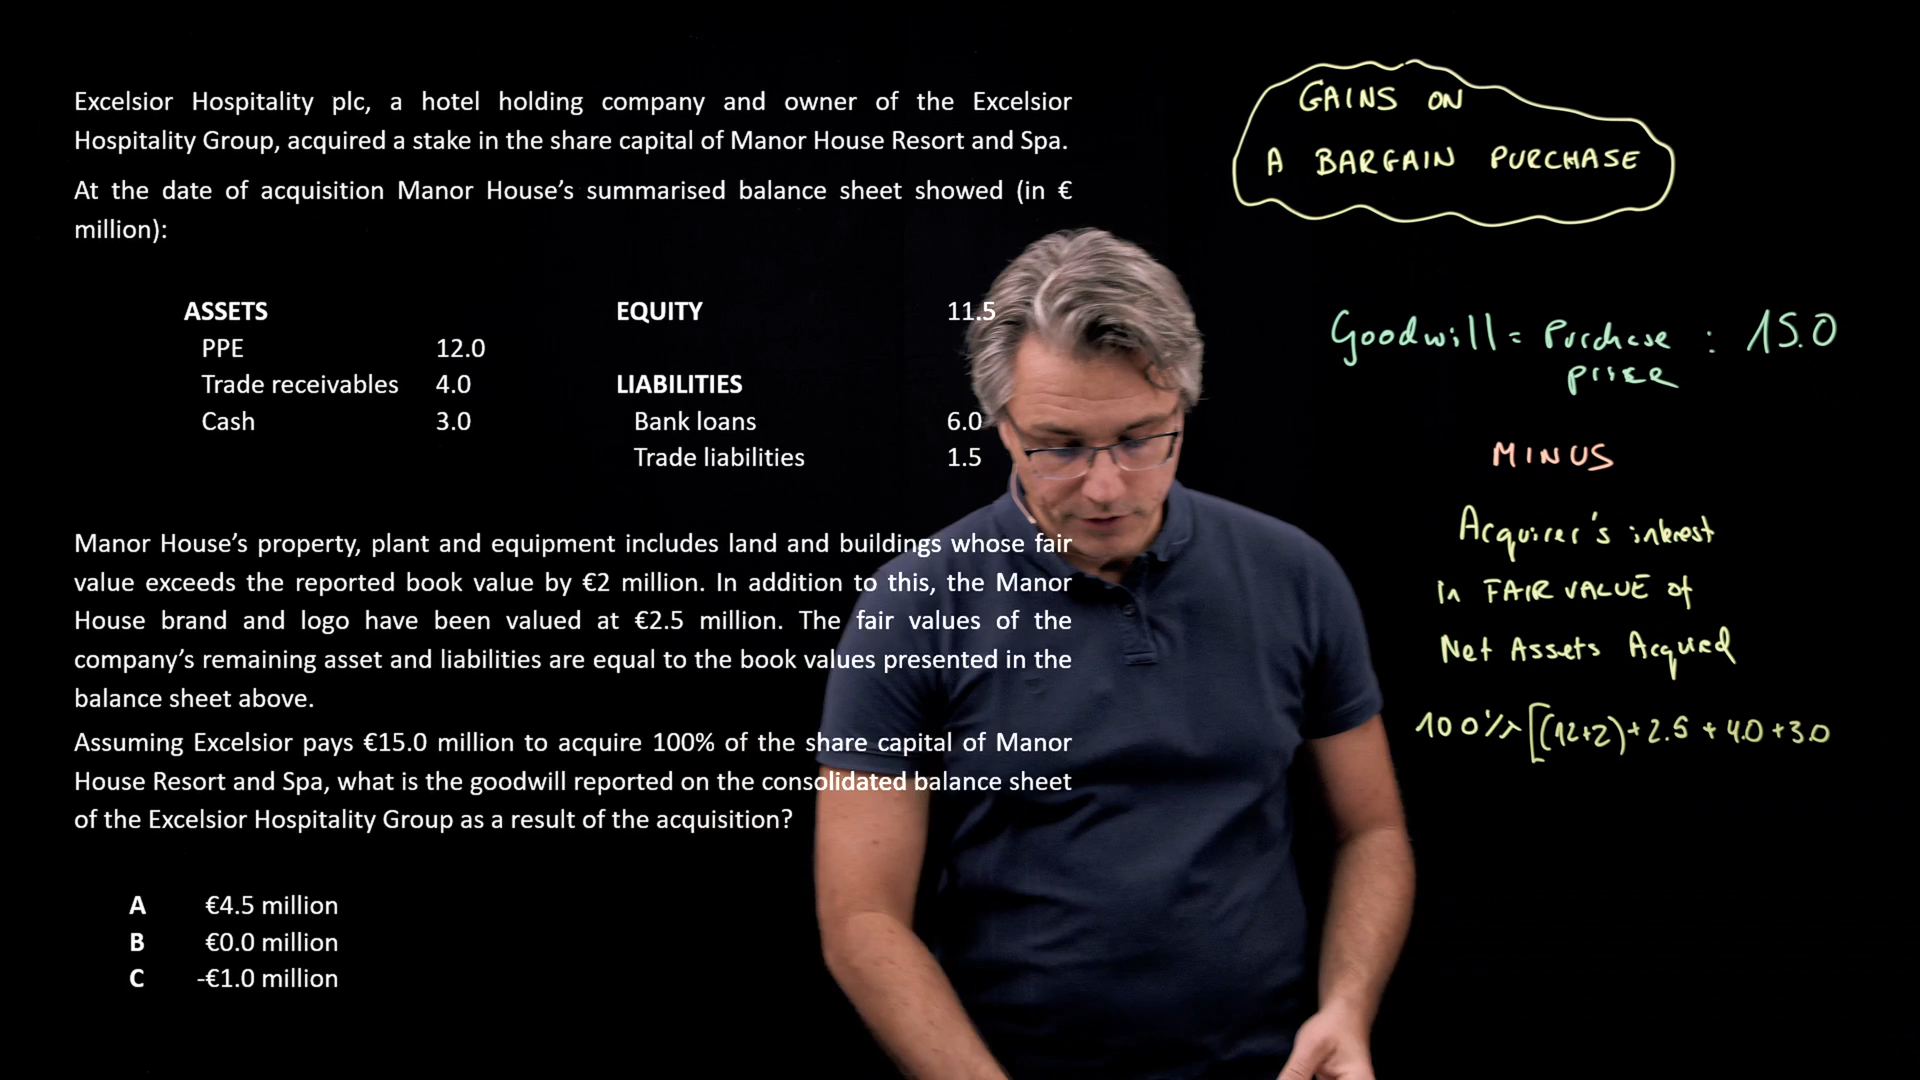 Excelsior Hospitality plc, a hotel holding company and owner of the Excelsior
Hospitality Group, acquired a stake in the share capital of Manor House Resort and Spa.
At the date of acquisition Manor House’s summarised balance sheet showed (in €
million):
ASSETS EQUITY 11.5
PPE 12.0
Trade receivables 4.0 LIABILITIES
Cash 3.0 Bank loans 6.0
Trade liabilities 1.5
Manor House’s property, plant and equipment includes land and buildings whose fair
value exceeds the reported book value by €2 million. In addition to this, the Manor
House brand and logo have been valued at €2.5 million. The fair values of the
company’s remaining asset and liabilities are equal to the book values presented in the
balance sheet above.
Assuming Excelsior pays €15.0 million to acquire 100% of the share capital of Manor
House Resort and Spa, what is the goodwill reported on the consolidated balance sheet
of the Excelsior Hospitality Group as a result of the acquisition?
A €4.5 million
B €0.0 million
C -€1.0 million
GAINS ON
A BARGAIN PURCHASE
Goodwill = Purchase : 15.0
price
MINUS
Acquirer's interest
in FAIR VALUE of
Net Assets Acquired
100% [(12+2)+2.5+4.0+3.0